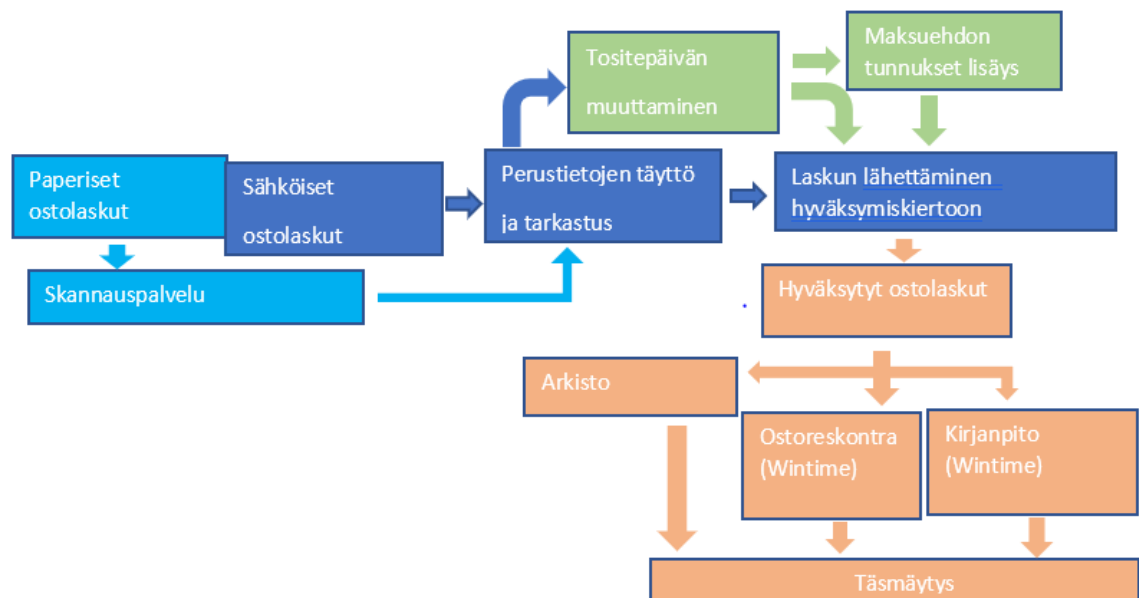 Tositepäivän
muuttaminen
Maksuehdon
tunnukset lisäys
Paperiset
ostolaskut
Sähköiset
ostolaskut
Perustietojen täyttö
ja tarkastus
Laskun lähettäminen
hyväksymiskiertoon
Skannauspalvelu
Hyväksytyt ostolaskut
Arkisto
Ostoreskontra
(Wintime)
Kirjanpito
(Wintime)
Täsmäytys